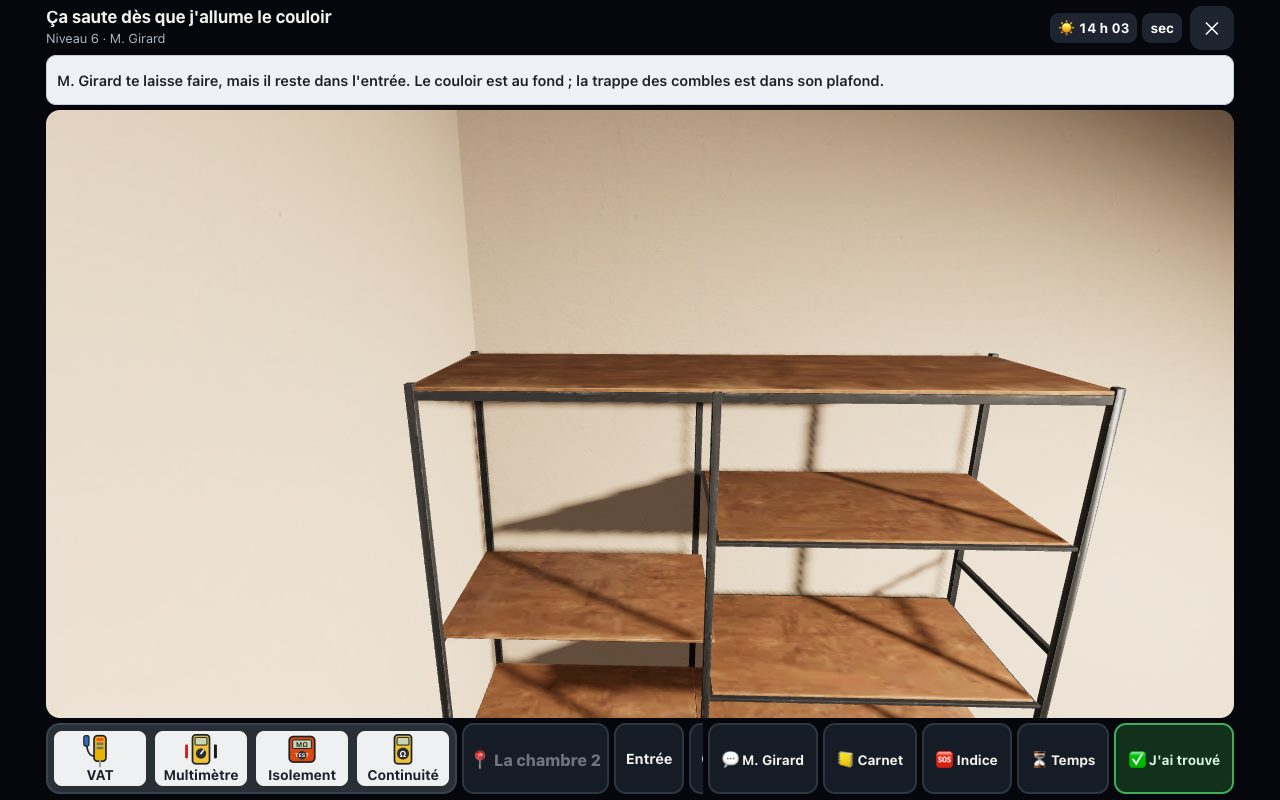 Ça saute dès que j'allume le couloir
Niveau 6 · M. Girard
☀️ 14 h 03
sec
M. Girard te laisse faire, mais il reste dans l'entrée. Le couloir est au fond ; la trappe des combles est dans son plafond.
VAT
Multimètre
MΩ
TEST
Isolement
Ω
Continuité
📍 La chambre 2
Entrée
💬 M. Girard
📒 Carnet
🆘 Indice
⏳ Temps
✅ J'ai trouvé